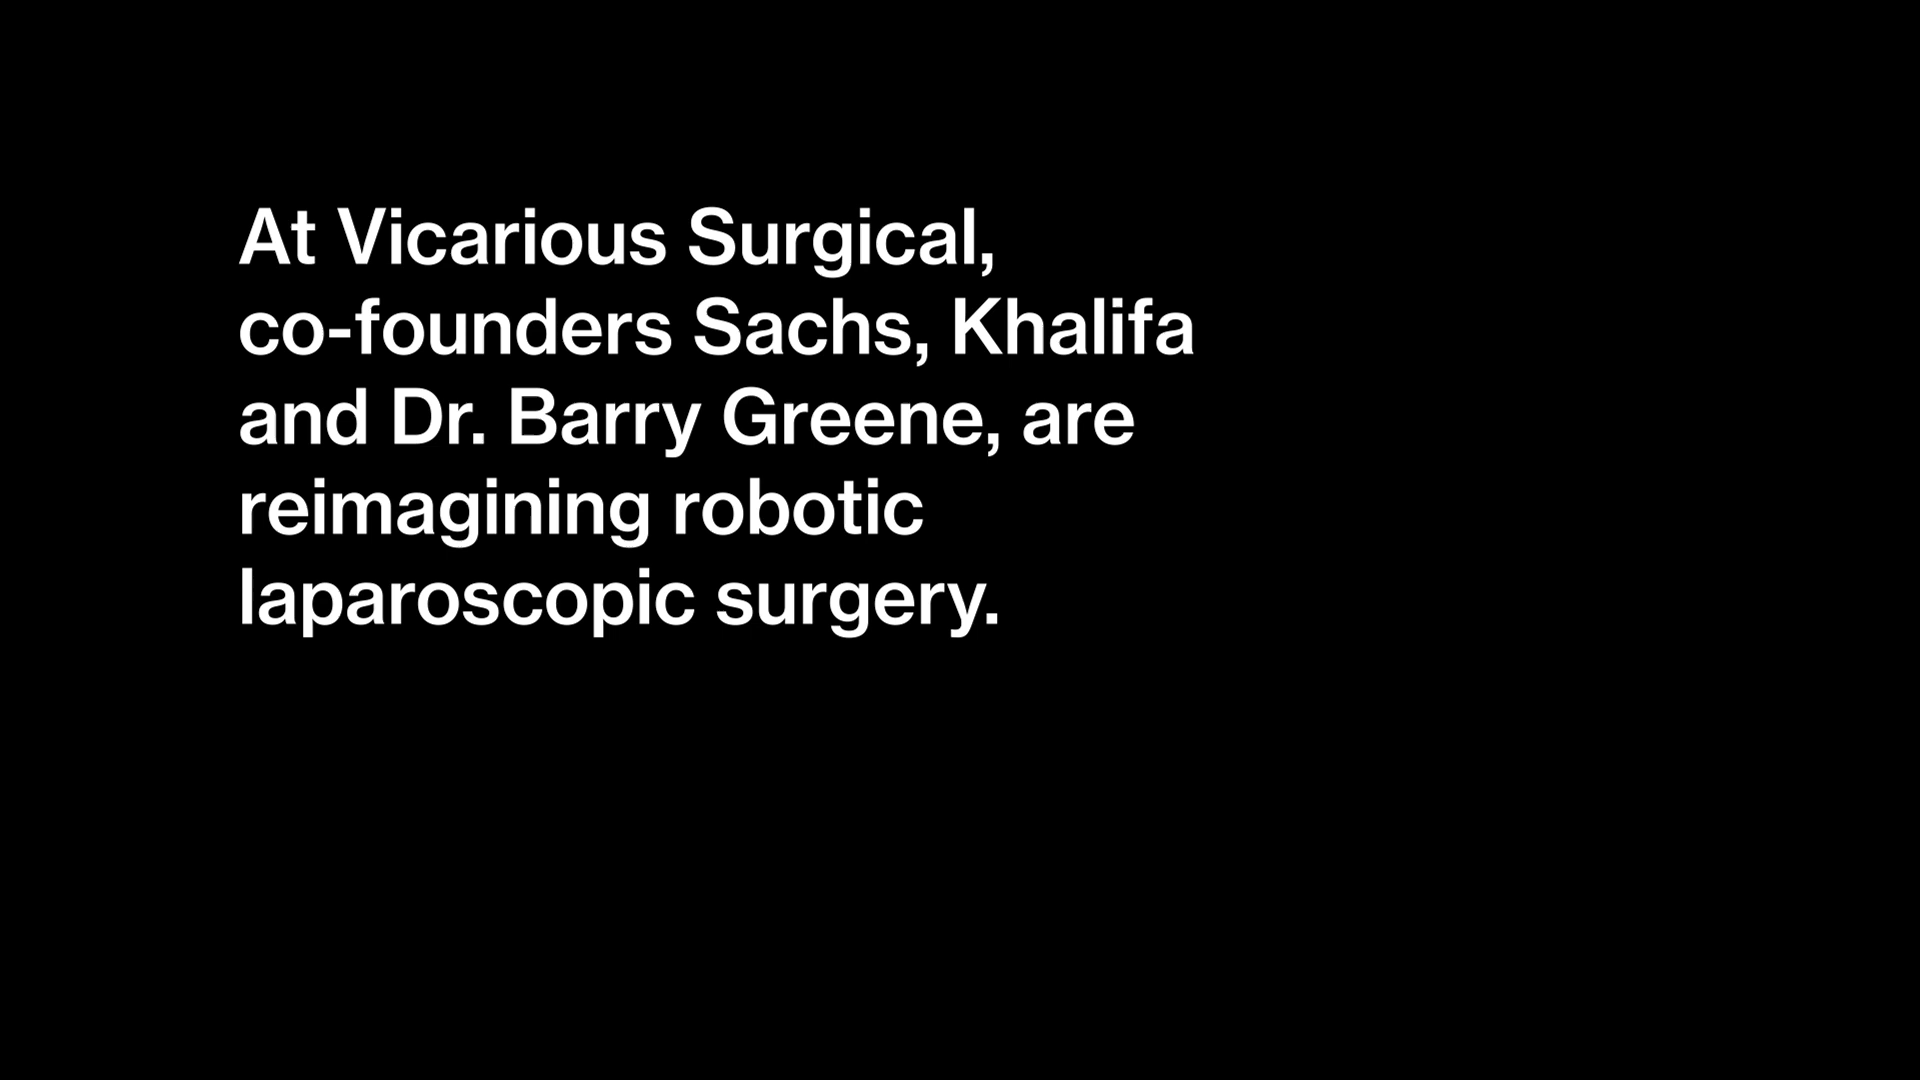 At Vicarious Surgical,
co-founders Sachs, Khalifa
and Dr. Barry Greene, are
reimagining robotic
laparoscopic surgery.